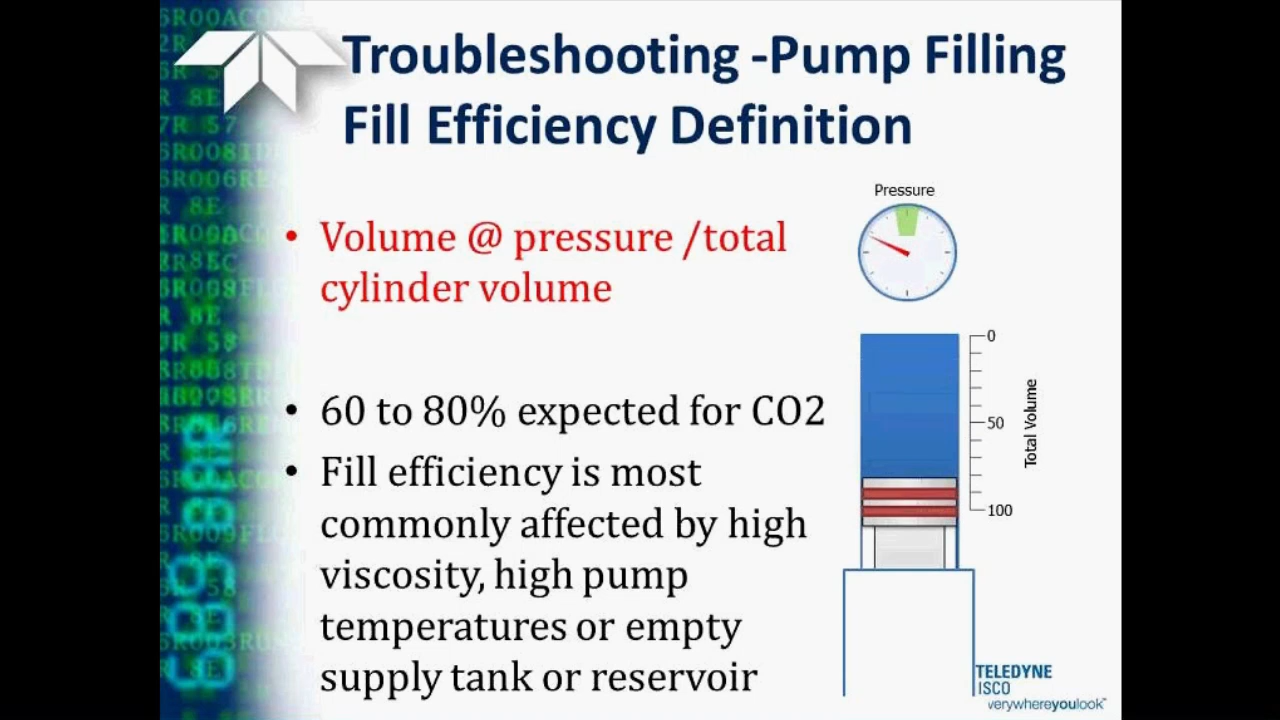 Troubleshooting -Pump Filling
Fill Efficiency Definition
• Volume @ pressure /total
cylinder volume
• 60 to 80% expected for CO2
• Fill efficiency is most
commonly affected by high
viscosity, high pump
temperatures or empty
supply tank or reservoir
Pressure
0
50
100
Total Volume
TELEDYNE
ISCO
verywhereyoulook™